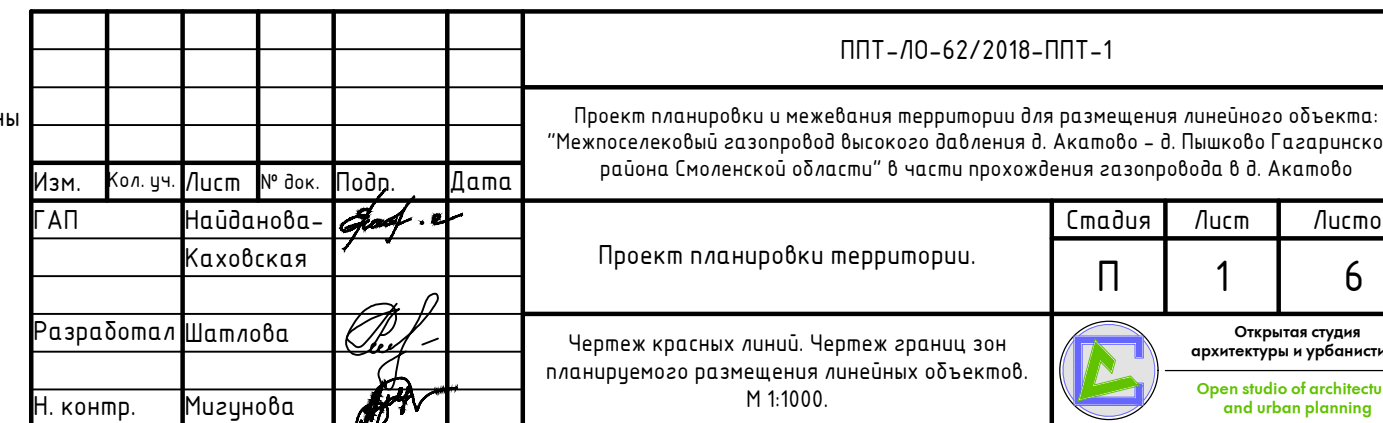 ППТ-ЛО-62/2018-ППТ-1
ны
Проект планировки и межевания территории для размещения линейного объекта:
"Межпоселековый газопровод высокого давления д. Акатово - д. Пышково Гагаринско
района Смоленской области" в части прохождения газопровода в д. Акатово
Изм. Кол. уч. Лист № док. Подп. Дата
ГАП Найданова-
Каховская
Проект планировки территории.
Стадия Лист Листо
П 1 6
Разработал Шатлова
Н. контр. Мигунова
Чертеж красных линий. Чертеж границ зон
планируемого размещения линейных объектов.
М 1:1000.
Открытая студия
архитектуры и урбанисти
Open studio of architectu
and urban planning